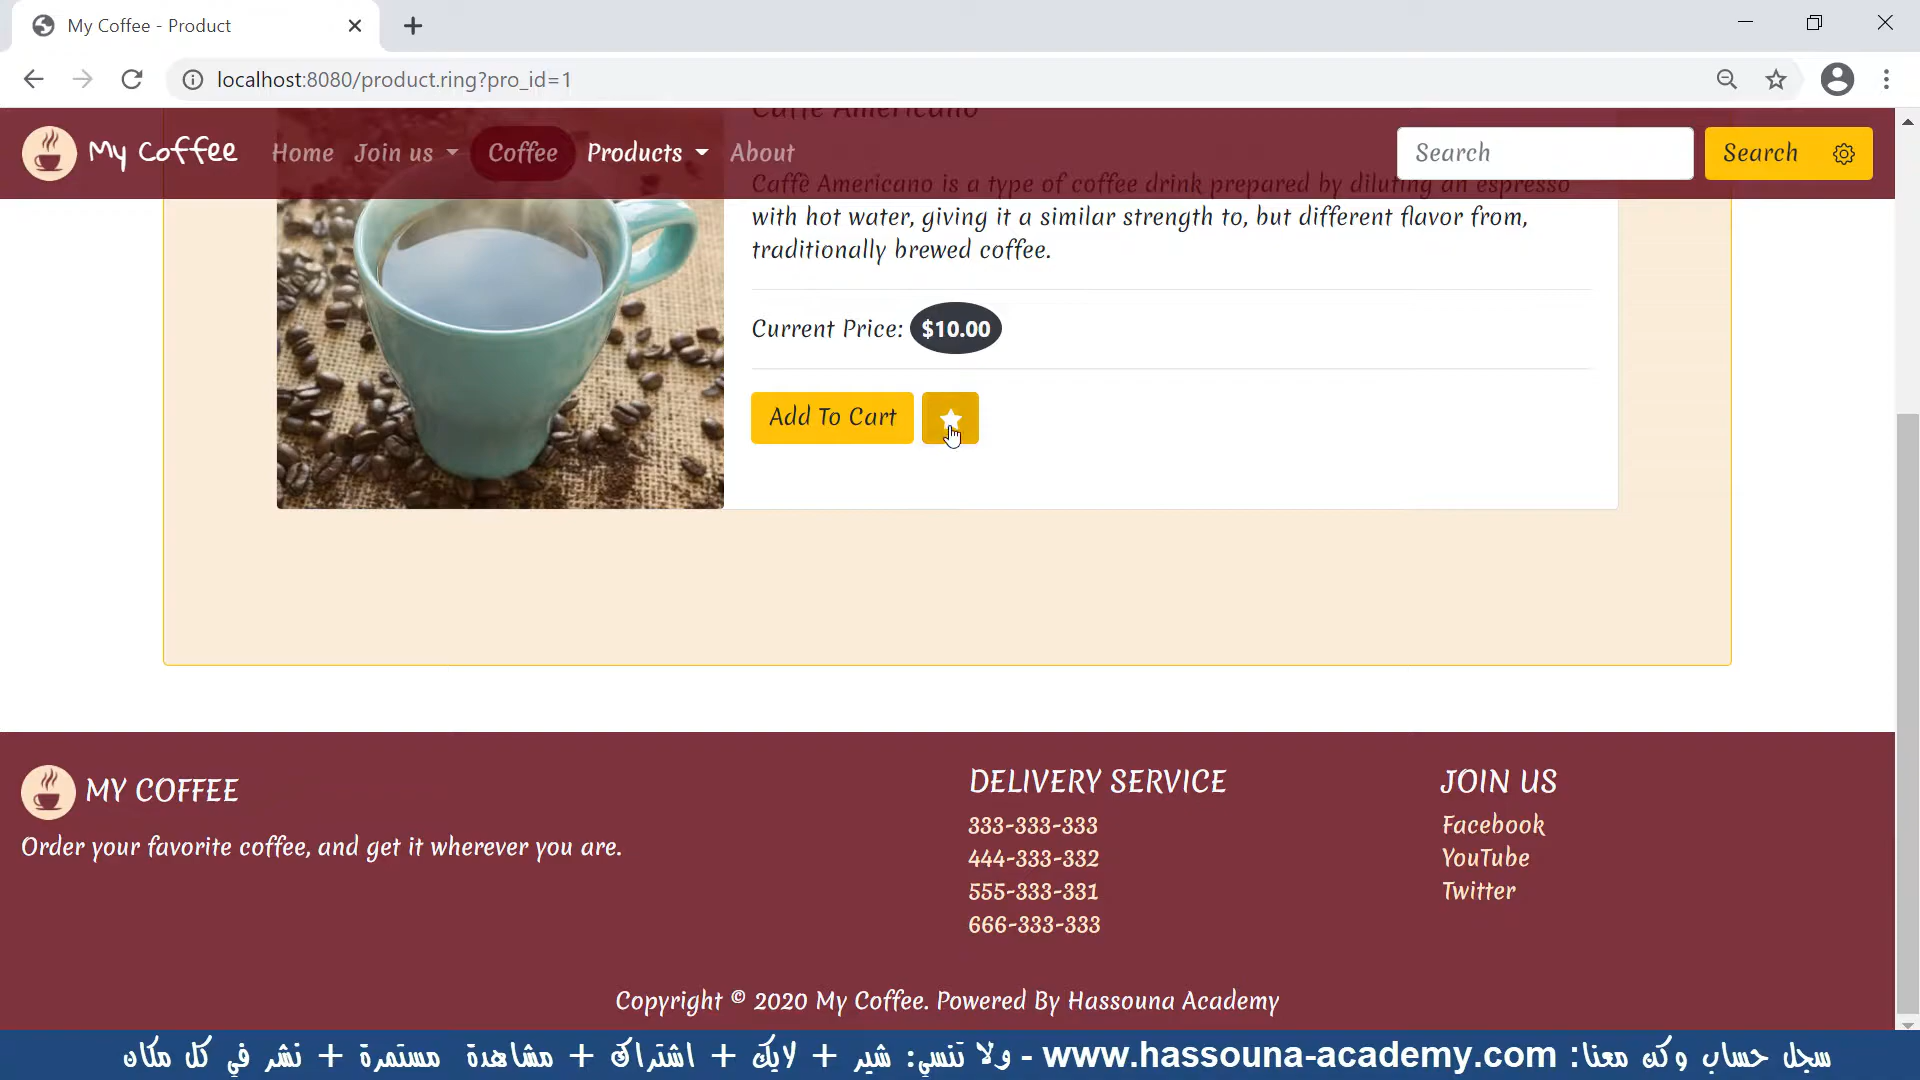 My Coffee - Product
localhost:8080/product.ring?pro_id=1
Caffè Americano
My Coffee Home Join us Coffee Products About Search Search
Caffè Americano is a type of coffee drink prepared by diluting an espresso
with hot water, giving it a similar strength to, but different flavor from,
traditionally brewed coffee.
Current Price: $10.00
Add To Cart
MY COFFEE
Order your favorite coffee, and get it wherever you are.
DELIVERY SERVICE
333-333-333
444-333-332
555-333-331
666-333-333
JOIN US
Facebook
YouTube
Twitter
Copyright © 2020 My Coffee. Powered By Hassouna Academy
سجل حساب وكن معنا: www.hassouna-academy.com - ولا تنسي: شير + لايك + اشتراك + مشاهدة مستمرة + نشر في كل مكان